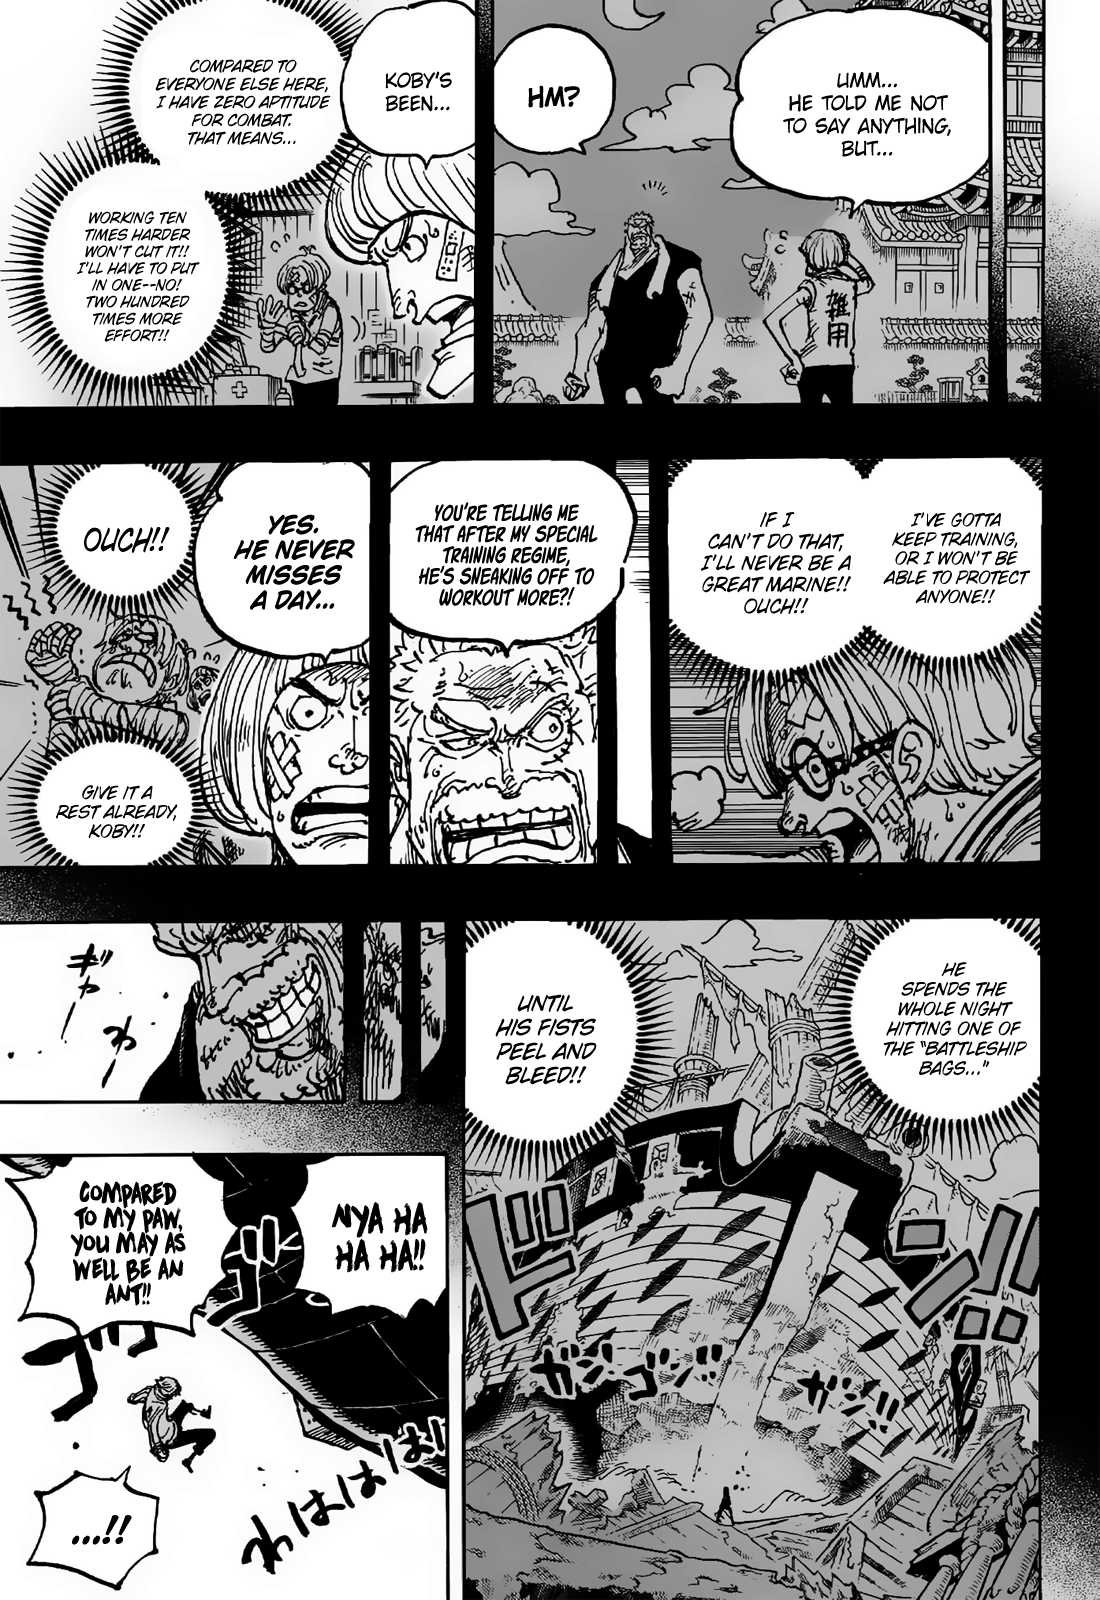 UMM...
HE TOLD ME NOT
TO SAY ANYTHING,
BUT...
雑用
HM?
KOBY'S
BEEN...
COMPARED TO
EVERYONE ELSE HERE,
I HAVE ZERO APTITUDE
FOR COMBAT.
THAT MEANS...
WORKING TEN
TIMES HARDER
WON'T CUT IT!!
I'LL HAVE TO PUT
IN ONE--NO!
TWO HUNDRED
TIMES MORE
EFFORT!!
I'VE GOTTA
KEEP TRAINING,
OR I WON'T BE
ABLE TO PROTECT
ANYONE!!
IF I
CAN'T DO THAT,
I'LL NEVER BE A
GREAT MARINE!!
OUCH!!
YOU'RE TELLING ME
THAT AFTER MY SPECIAL
TRAINING REGIME,
HE'S SNEAKING OFF TO
WORKOUT MORE?!
YES.
HE NEVER
MISSES
A DAY...
OUCH!!
GIVE IT A
REST ALREADY,
KOBY!!
HE
SPENDS THE
WHOLE NIGHT
HITTING ONE OF
THE "BATTLESHIP
BAGS..."
UNTIL
HIS FISTS
PEEL AND
BLEED!!
ドドン
ガン
ゴン!!
ガン!!
ギャー
わ
NYA HA
HA HA!!
COMPARED
TO MY PAW,
YOU MAY AS
WELL BE AN
ANT!!
ゴゴゴ
わはははは
....!!